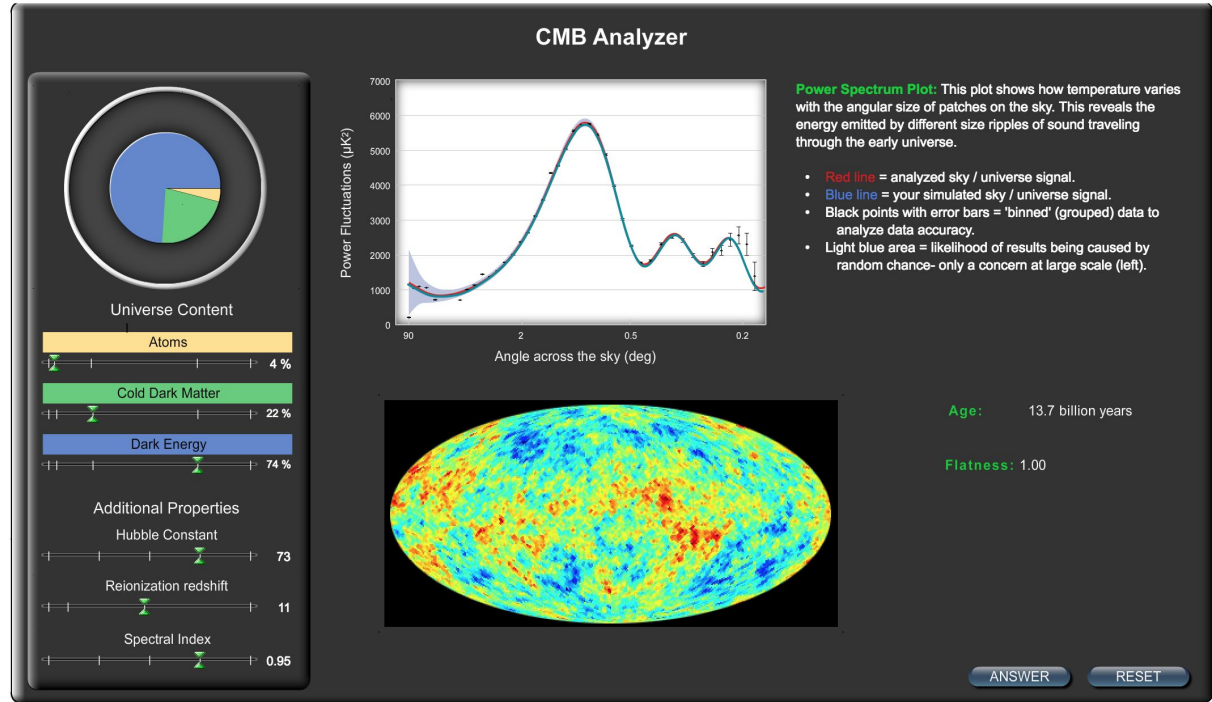 CMB Analyzer
Universe Content
Atoms
4 %
Cold Dark Matter
22 %
Dark Energy
74 %
Additional Properties
Hubble Constant
73
Reionization redshift
11
Spectral Index
0.95
Power Fluctuations (µK²)
7000
6000
5000
4000
3000
2000
1000
0
90
2
0.5
0.2
Angle across the sky (deg)
Power Spectrum Plot: This plot shows how temperature varies
with the angular size of patches on the sky. This reveals the
energy emitted by different size ripples of sound traveling
through the early universe.
• Red line = analyzed sky / universe signal.
• Blue line = your simulated sky / universe signal.
• Black points with error bars = 'binned' (grouped) data to
analyze data accuracy.
• Light blue area = likelihood of results being caused by
random chance- only a concern at large scale (left).
Age: 13.7 billion years
Flatness: 1.00
ANSWER
RESET